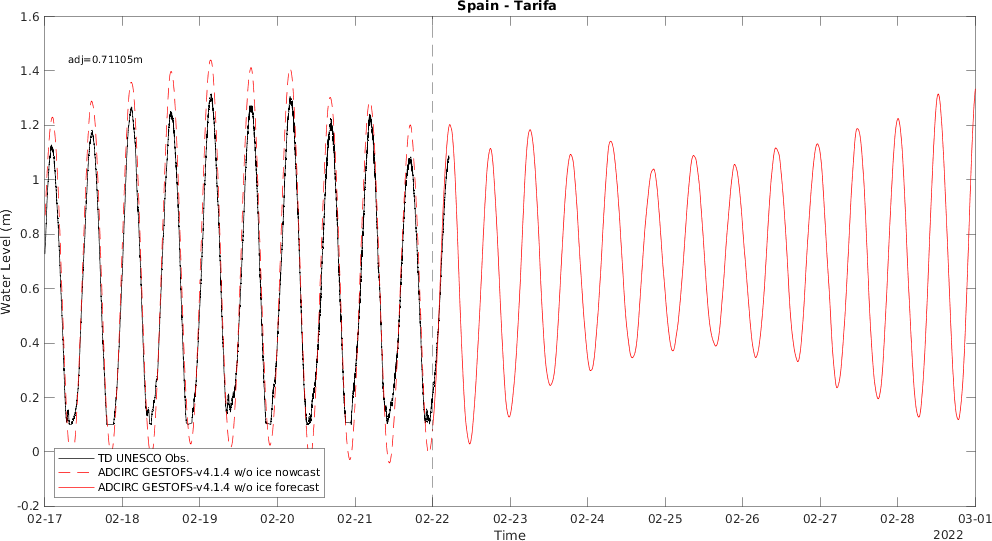 Spain - Tarifa
adj=0.71105m
Water Level (m)
1.6
1.4
1.2
1
0.8
0.6
0.4
0.2
0
-0.2
TD UNESCO Obs.
ADCIRC GESTOFS-v4.1.4 w/o ice nowcast
ADCIRC GESTOFS-v4.1.4 w/o ice forecast
02-17 02-18 02-19 02-20 02-21 02-22 02-23 02-24 02-25 02-26 02-27 02-28 03-01
Time
2022